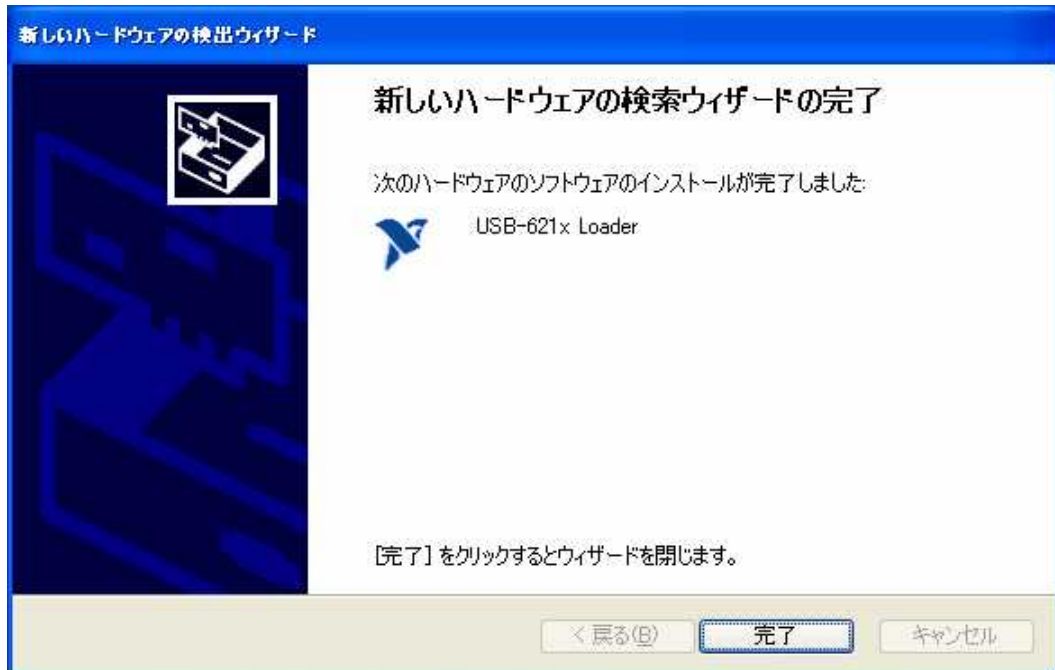 新しいハードウェアの検出ウィザード
新しいハードウェアの検索ウィザードの完了
次のハードウェアのソフトウェアのインストールが完了しました:
USB-621x Loader
[完了] をクリックするとウィザードを閉じます。
< 戻る(B) 完了 キャンセル